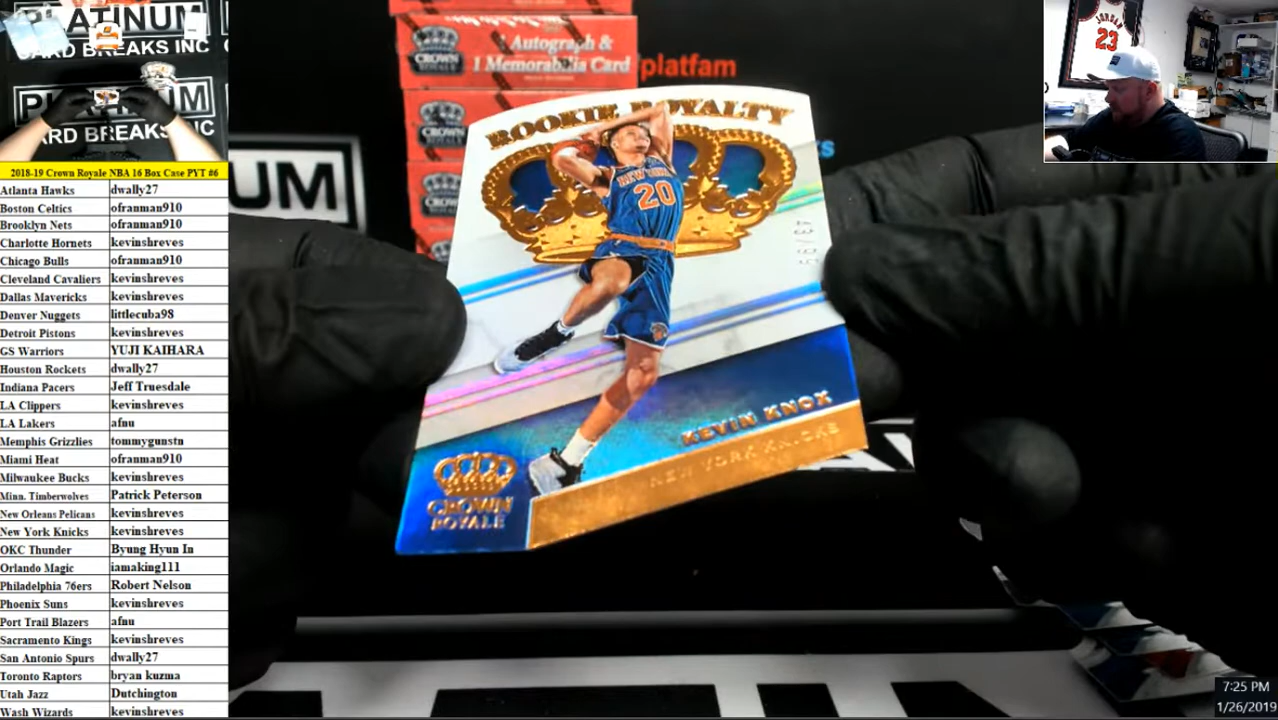 PLATINUM
CARD BREAKS INC
PLATINUM
CARD BREAKS INC
2018-19 Crown Royale NBA 16 Box Case PYT #6
Atlanta Hawks dwally27
Boston Celtics ofranman910
Brooklyn Nets ofranman910
Charlotte Hornets kevinshreves
Chicago Bulls ofranman910
Cleveland Cavaliers kevinshreves
Dallas Mavericks kevinshreves
Denver Nuggets littlecuba98
Detroit Pistons kevinshreves
GS Warriors YUJI KAIHARA
Houston Rockets dwally27
Indiana Pacers Jeff Truesdale
LA Clippers kevinshreves
LA Lakers afnu
Memphis Grizzlies tommygunstn
Miami Heat ofranman910
Milwaukee Bucks kevinshreves
Minn. Timberwolves Patrick Peterson
New Orleans Pelicans kevinshreves
New York Knicks kevinshreves
OKC Thunder Byung Hyun In
Orlando Magic iamaking111
Philadelphia 76ers Robert Nelson
Phoenix Suns kevinshreves
Port Trail Blazers afnu
Sacramento Kings kevinshreves
San Antonio Spurs dwally27
Toronto Raptors bryan kuzma
Utah Jazz Dutchington
Wash Wizards kevinshreves
CROWN ROYALE
1 Autograph &
1 Memorabilia Card
CROWN ROYALE
/platfam
UM
ROOKIE ROYALTY
NEW YORK
20
KEVIN KNOX
NEW YORK KNICKS
CROWN
ROYALE
JORDAN
23
7:25 PM
1/26/2019